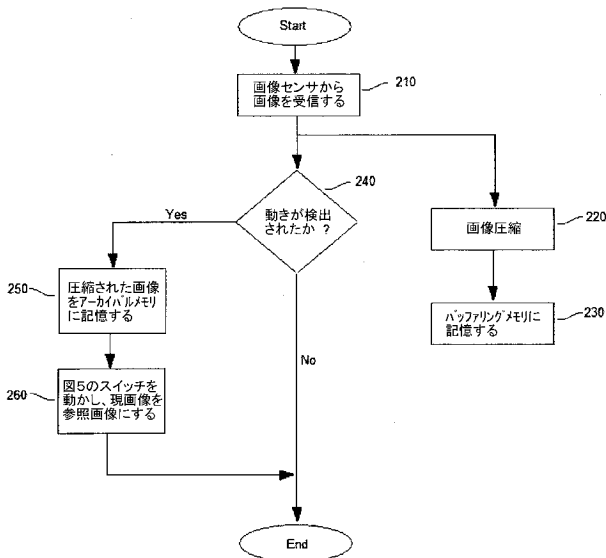 Start
画像センサから
画像を受信する
210
240
動きが検出
されたか ?
Yes
画像圧縮
220
250
圧縮された画像
をアーカイバルメモリ
に記憶する
バッファリングメモリに
記憶する
230
No
260
図5のスイッチを
動かし、現画像を
参照画像にする
End